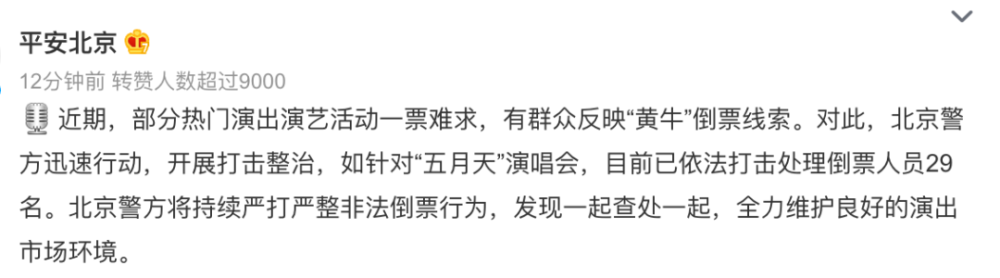 平安北京
12分钟前 转赞人数超过9000
近期，部分热门演出演艺活动一票难求，有群众反映“黄牛”倒票线索。对此，北京警
方迅速行动，开展打击整治，如针对“五月天”演唱会，目前已依法打击处理倒票人员29
名。北京警方将持续严打严整非法倒票行为，发现一起查处一起，全力维护良好的演出
市场环境。